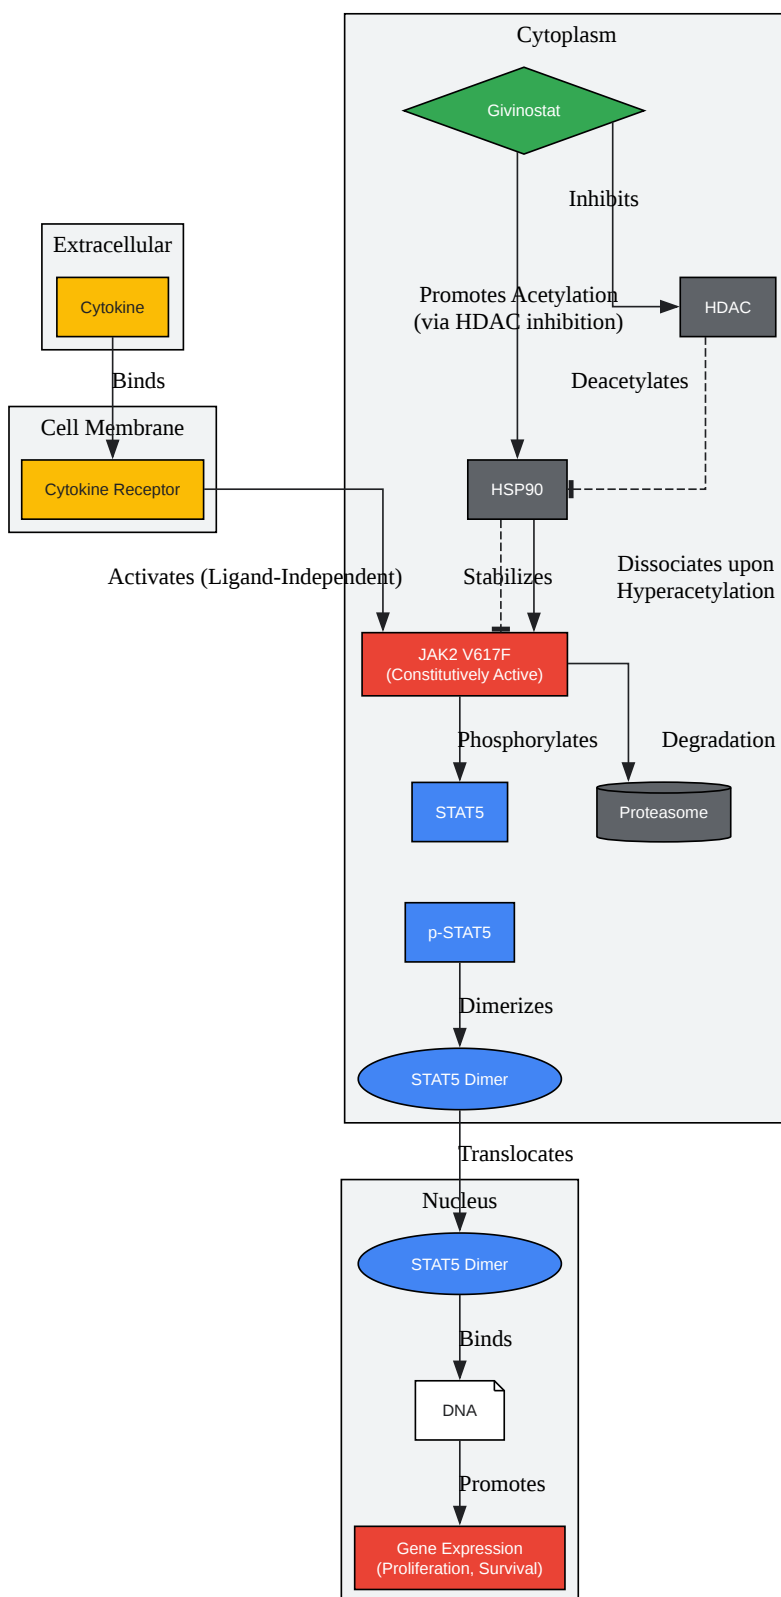 Cytoplasm
Givinostat
Inhibits
Extracellular
Cytokine
Promotes Acetylation
(via HDAC inhibition)
HDAC
Binds
Deacetylates
Cell Membrane
Cytokine Receptor
HSP90
Activates (Ligand-Independent)
Stabilizes
Dissociates upon
Hyperacetylation
JAK2 V617F
(Constitutively Active)
Phosphorylates
Degradation
STAT5
Proteasome
p-STAT5
Dimerizes
STAT5 Dimer
Translocates
Nucleus
STAT5 Dimer
Binds
DNA
Promotes
Gene Expression
(Proliferation, Survival)